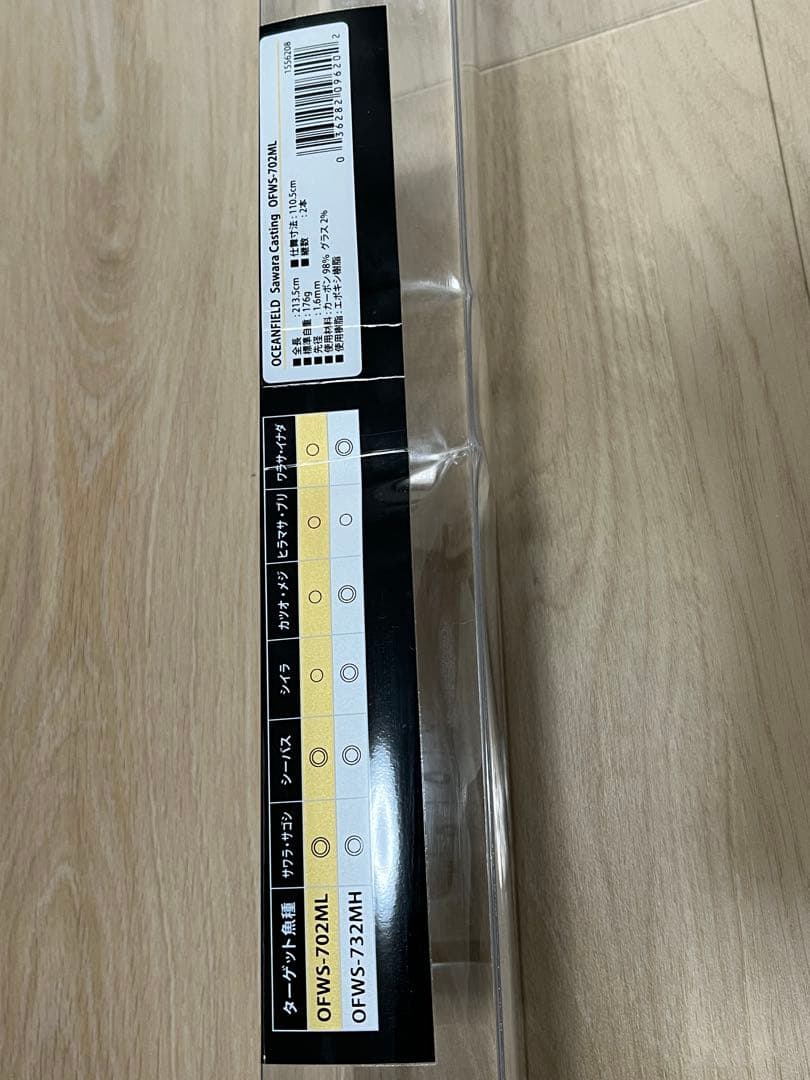 ターゲット魚種 サワラ・サゴシ シーバス シイラ カツオ・メジ ヒラマサ・ブリ ワラサ・イナダ
OFWS-702ML ◎ ◎ ○ ○ ○ ○
OFWS-732MH ◎ ◎ ◎ ◎ ○ ◎
OCEANFIELD Sawara Casting OFWS-702ML
■全長 : 213.5cm ■仕舞寸法 : 110.5cm
■標準自重 : 176g ■継数 : 2本
■先径 : 1.6mm
■使用材料 : カーボン 98% グラス 2%
■使用樹脂 : エポキシ樹脂
1556208
0 36282 09620 2